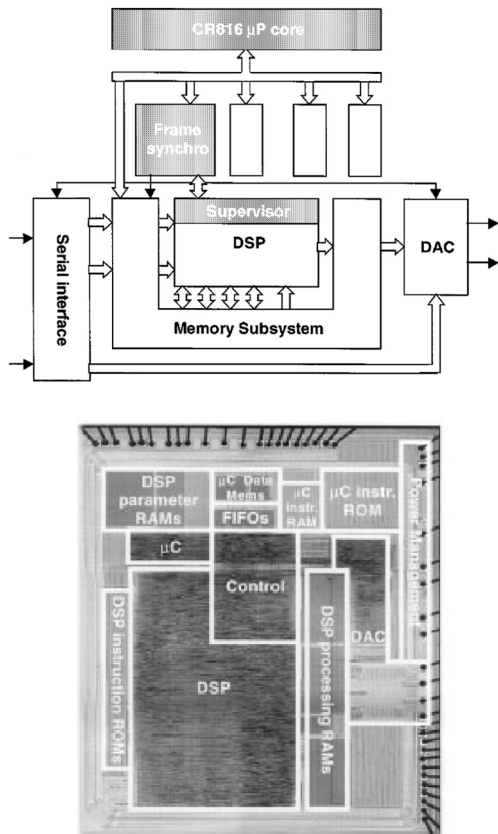 CR816 μP core
Frame
synchro
Supervisor
DSP
Serial interface
DAC
Memory Subsystem
DSP
parameter
RAMs
μC Data
Mems
FIFOs
μC
instr.
RAM
μC instr.
ROM
Power Management
μC
Control
DAC
DSP instruction ROMs
DSP
DSP processing RAMs